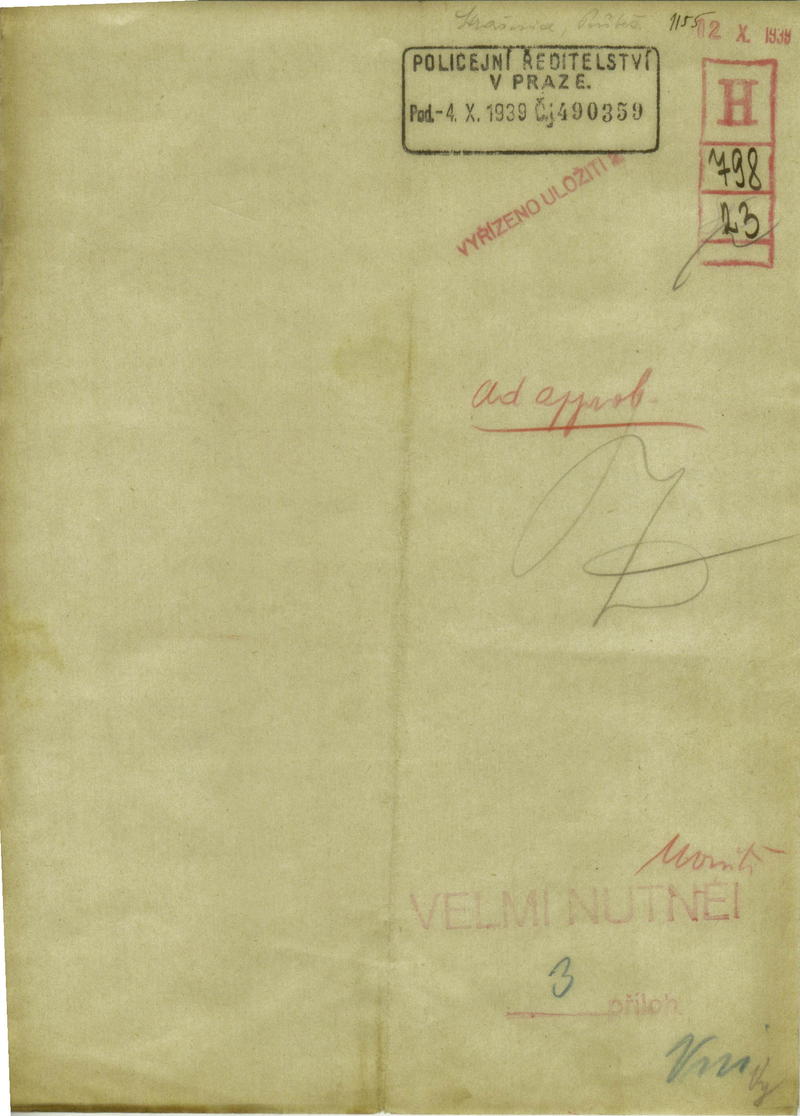 1155
12 X. 1939
POLICEJNÍ ŘEDITELSTVÍ
V PRAZE.
Pod. -4. X. 1939 Čj 490359
H
798
23
VYŘÍZENO ULOŽITI
ad approb.
VELMI NUTNÉ!
3 příloh